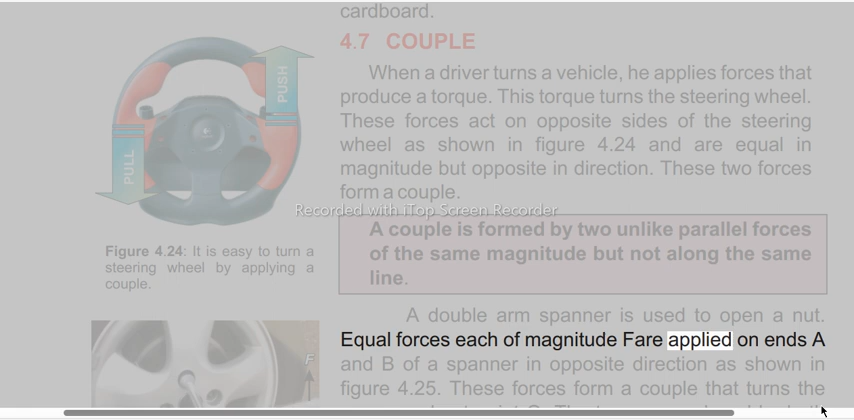 cardboard.
4.7 COUPLE
When a driver turns a vehicle, he applies forces that
produce a torque. This torque turns the steering wheel.
These forces act on opposite sides of the steering
wheel as shown in figure 4.24 and are equal in
magnitude but opposite in direction. These two forces
form a couple.
PUSH
PULL
Recorded with iTop Screen Recorder
Figure 4.24: It is easy to turn a
steering wheel by applying a
couple.
A couple is formed by two unlike parallel forces
of the same magnitude but not along the same
line.
A double arm spanner is used to open a nut.
Equal forces each of magnitude Fare applied on ends A
and B of a spanner in opposite direction as shown in
figure 4.25. These forces form a couple that turns the
F